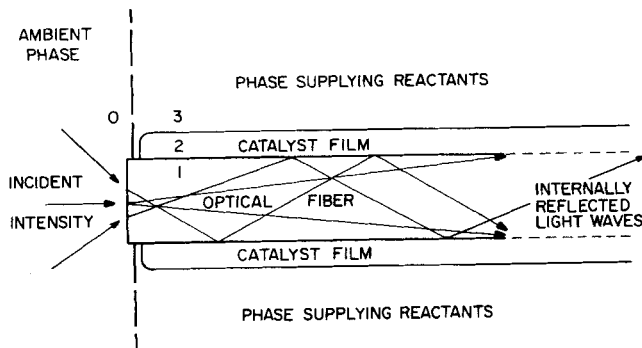 AMBIENT
PHASE
PHASE SUPPLYING REACTANTS
0 3
2 CATALYST FILM
1
INCIDENT
INTENSITY
OPTICAL FIBER
INTERNALLY
REFLECTED
LIGHT WAVES
CATALYST FILM
PHASE SUPPLYING REACTANTS